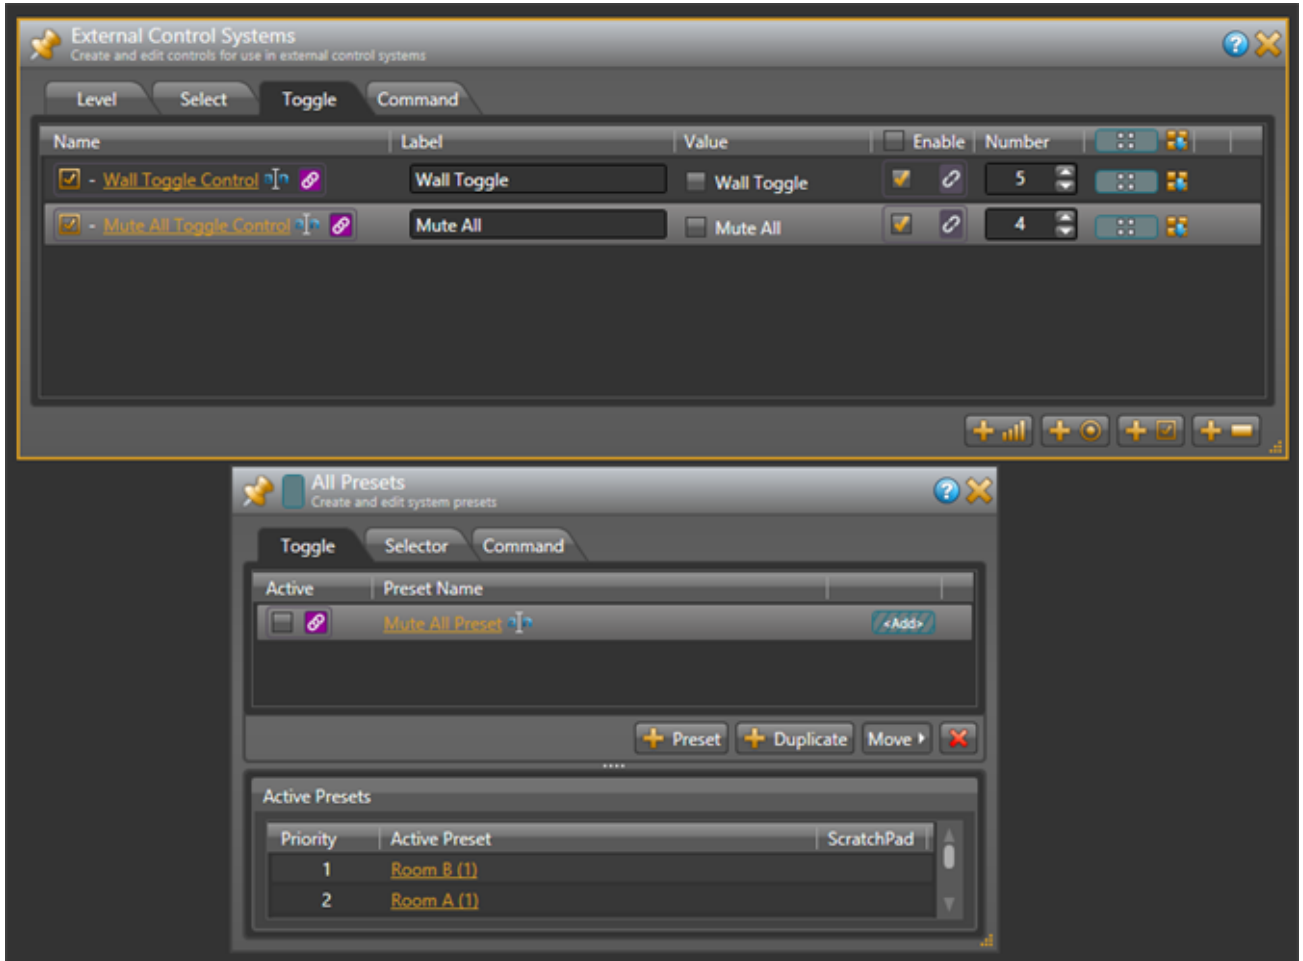 External Control Systems
Create and edit controls for use in external control systems
Level Select Toggle Command
Name Label Value Enable Number
- Wall Toggle Control Wall Toggle Wall Toggle 5
- Mute All Toggle Control Mute All Mute All 4
All Presets
Create and edit system presets
Toggle Selector Command
Active Preset Name
Mute All Preset <Add>
Preset Duplicate Move
Active Presets
Priority Active Preset ScratchPad
1 Room B (1)
2 Room A (1)